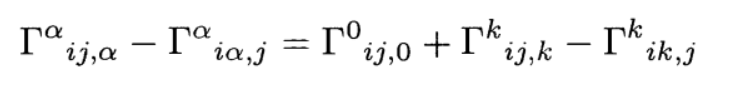 Γ^α_{ij,α} − Γ^α_{iα,j} = Γ^0_{ij,0} + Γ^k_{ij,k} − Γ^k_{ik,j}